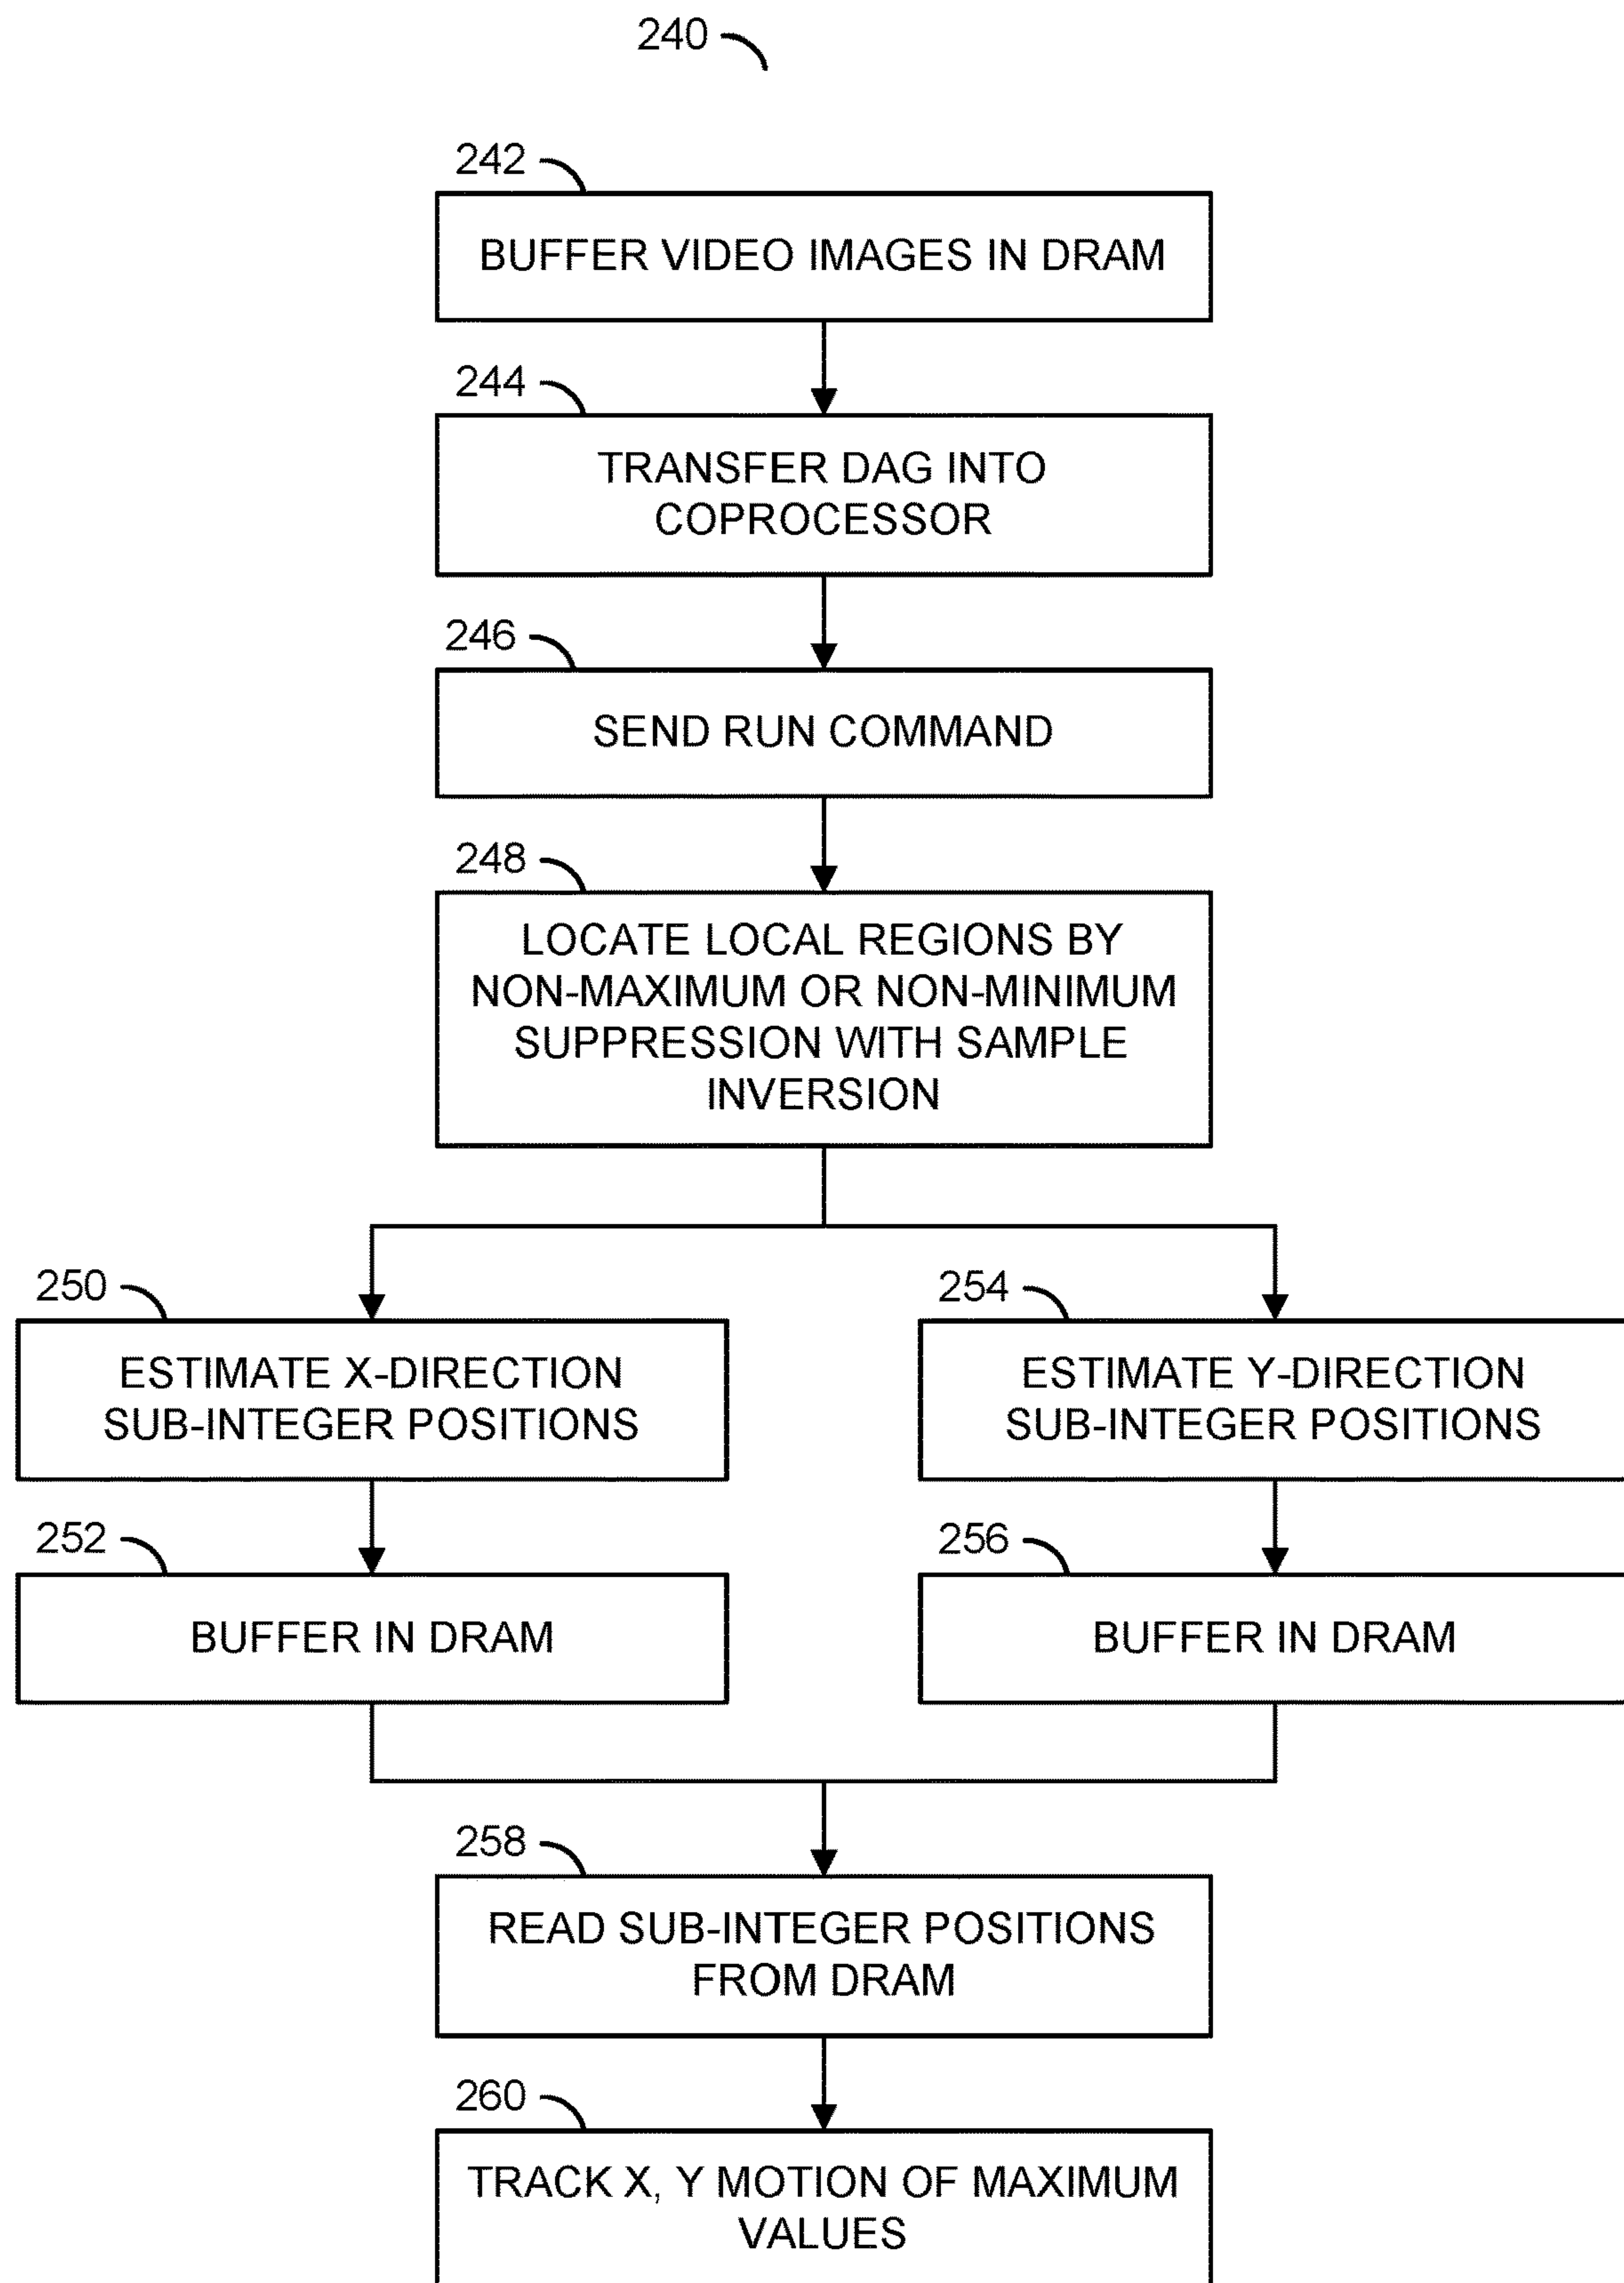 240
242
BUFFER VIDEO IMAGES IN DRAM
244
TRANSFER DAG INTO
COPROCESSOR
246
SEND RUN COMMAND
248
LOCATE LOCAL REGIONS BY
NON-MAXIMUM OR NON-MINIMUM
SUPPRESSION WITH SAMPLE
INVERSION
250
ESTIMATE X-DIRECTION
SUB-INTEGER POSITIONS
254
ESTIMATE Y-DIRECTION
SUB-INTEGER POSITIONS
252
BUFFER IN DRAM
256
BUFFER IN DRAM
258
READ SUB-INTEGER POSITIONS
FROM DRAM
260
TRACK X, Y MOTION OF MAXIMUM
VALUES